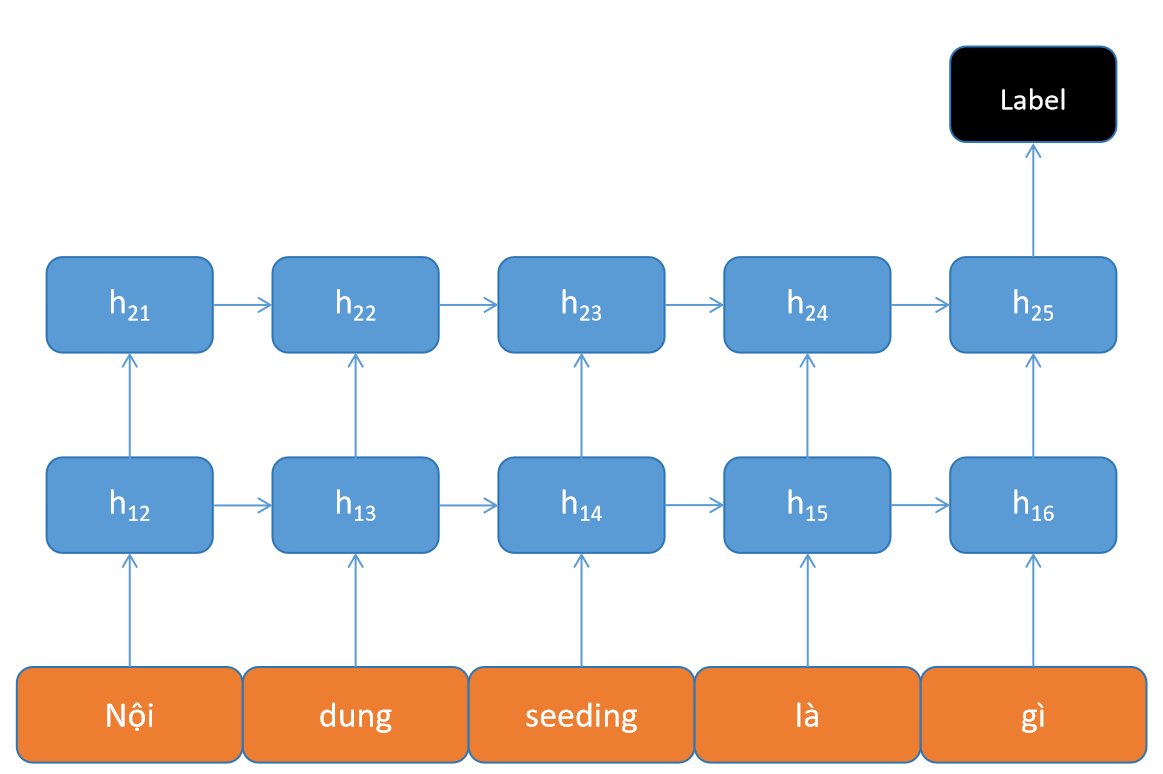 Label
h21 h22 h23 h24 h25
h12 h13 h14 h15 h16
Nội dung seeding là gì